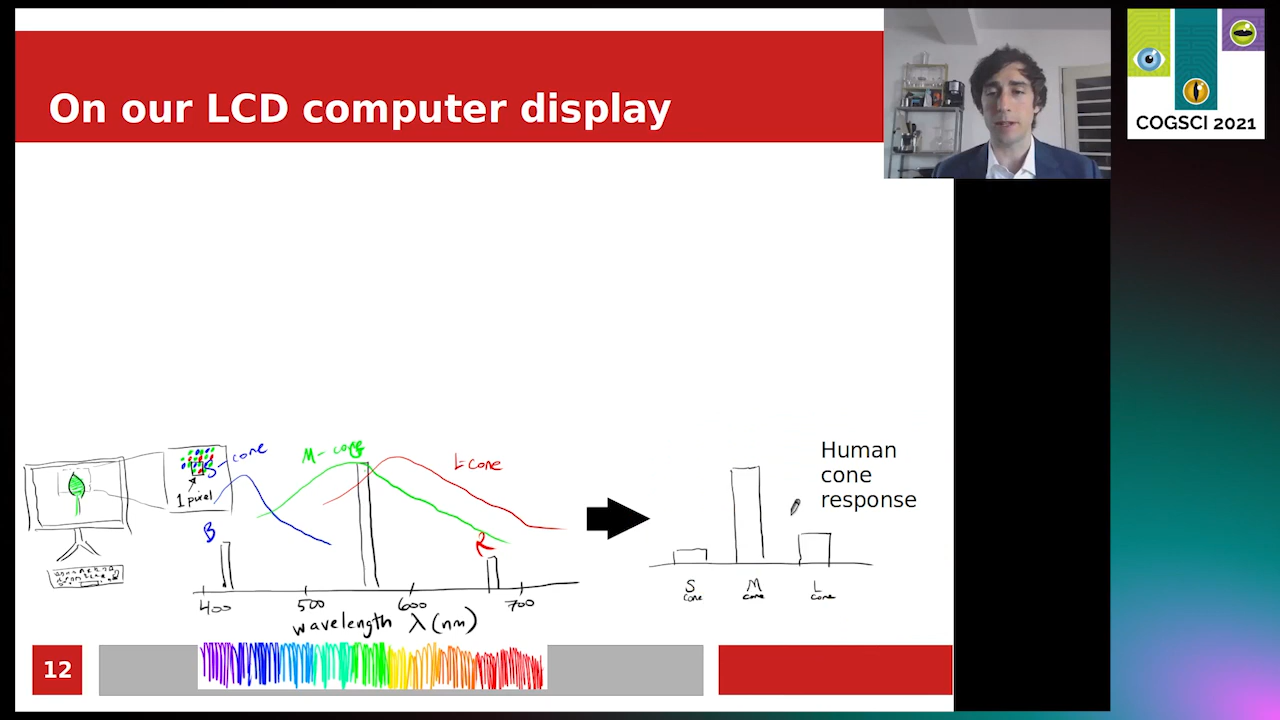 On our LCD computer display
COGSCI 2021
Human
cone
response
S-cone
M-cone
L-cone
1 pixel
B
R
400 500 600 700
wavelength λ (nm)
S
cone
M
cone
L
cone
12